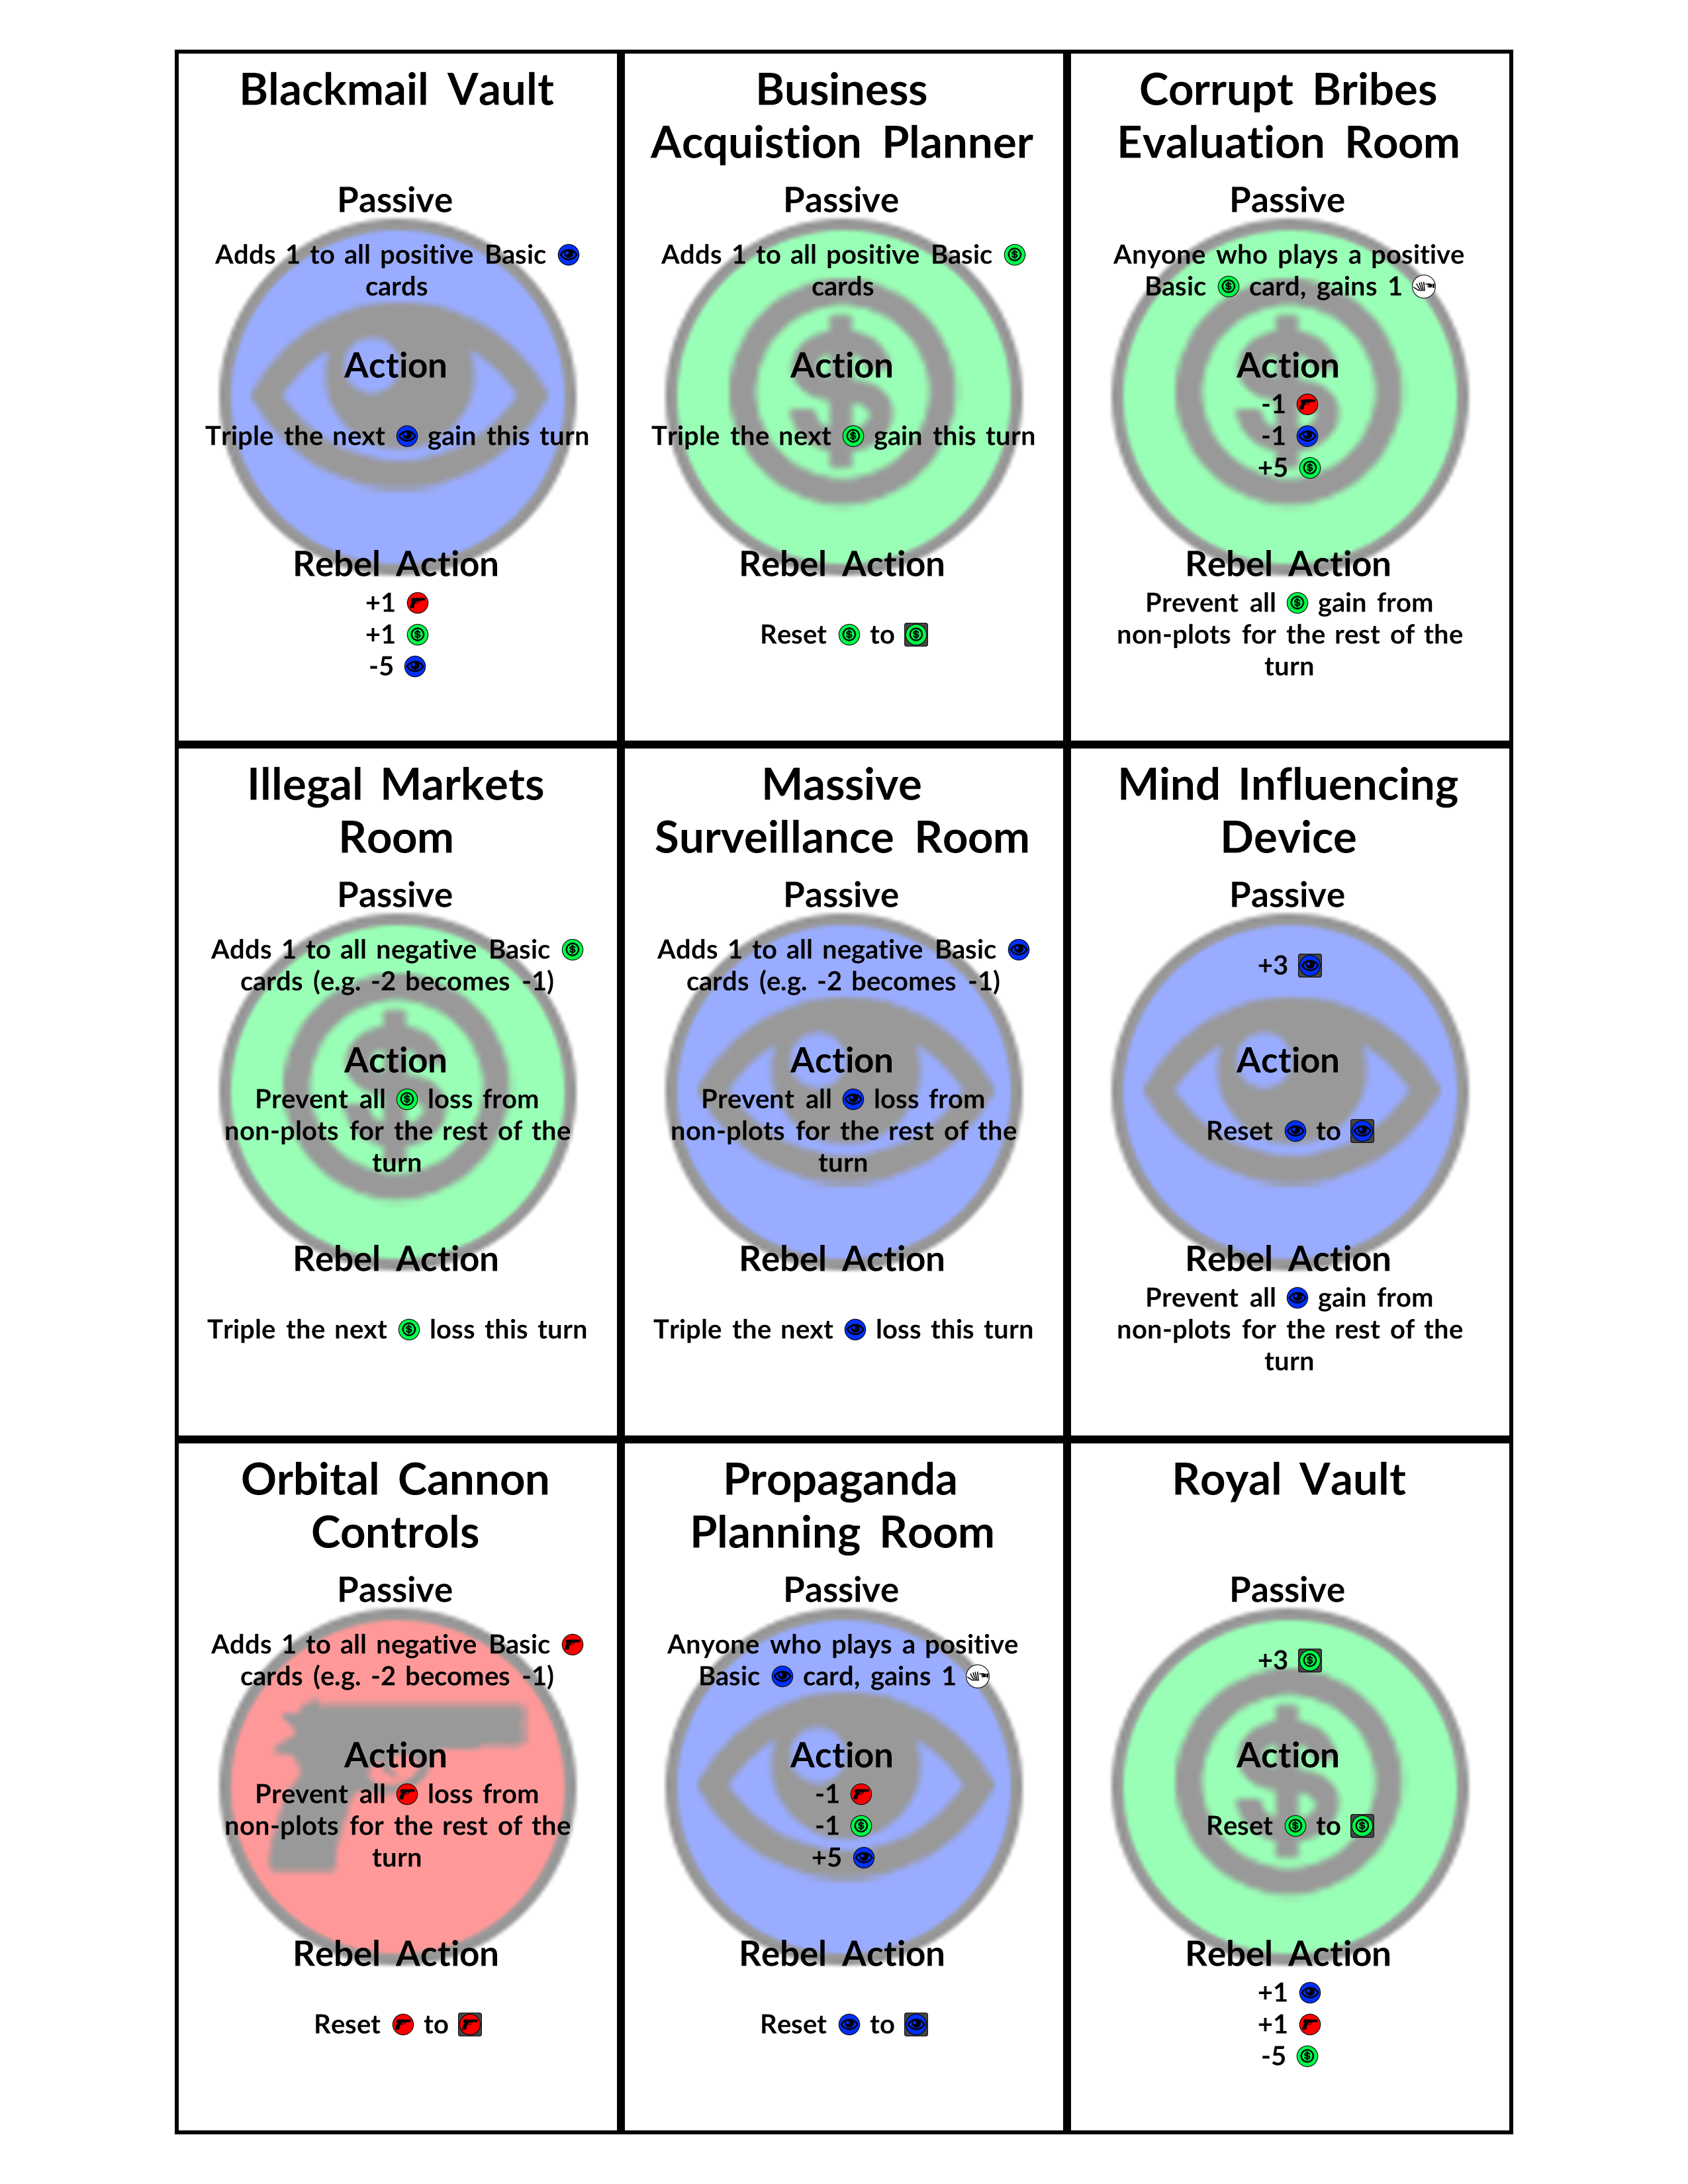 Blackmail Vault
Passive
Adds 1 to all positive Basic
cards
Action
Triple the next gain this turn
Rebel Action
+1
+1
-5
Business
Acquistion Planner
Passive
Adds 1 to all positive Basic
cards
Action
Triple the next gain this turn
Rebel Action
Reset to
Corrupt Bribes
Evaluation Room
Passive
Anyone who plays a positive
Basic card, gains 1
Action
-1
-1
+5
Rebel Action
Prevent all gain from
non-plots for the rest of the
turn
Illegal Markets
Room
Passive
Adds 1 to all negative Basic
cards (e.g. -2 becomes -1)
Action
Prevent all loss from
non-plots for the rest of the
turn
Rebel Action
Triple the next loss this turn
Massive
Surveillance Room
Passive
Adds 1 to all negative Basic
cards (e.g. -2 becomes -1)
Action
Prevent all loss from
non-plots for the rest of the
turn
Rebel Action
Triple the next loss this turn
Mind Influencing
Device
Passive
+3
Action
Reset to
Rebel Action
Prevent all gain from
non-plots for the rest of the
turn
Orbital Cannon
Controls
Passive
Adds 1 to all negative Basic
cards (e.g. -2 becomes -1)
Action
Prevent all loss from
non-plots for the rest of the
turn
Rebel Action
Reset to
Propaganda
Planning Room
Passive
Anyone who plays a positive
Basic card, gains 1
Action
-1
-1
+5
Rebel Action
Reset to
Royal Vault
Passive
+3
Action
Reset to
Rebel Action
+1
+1
-5